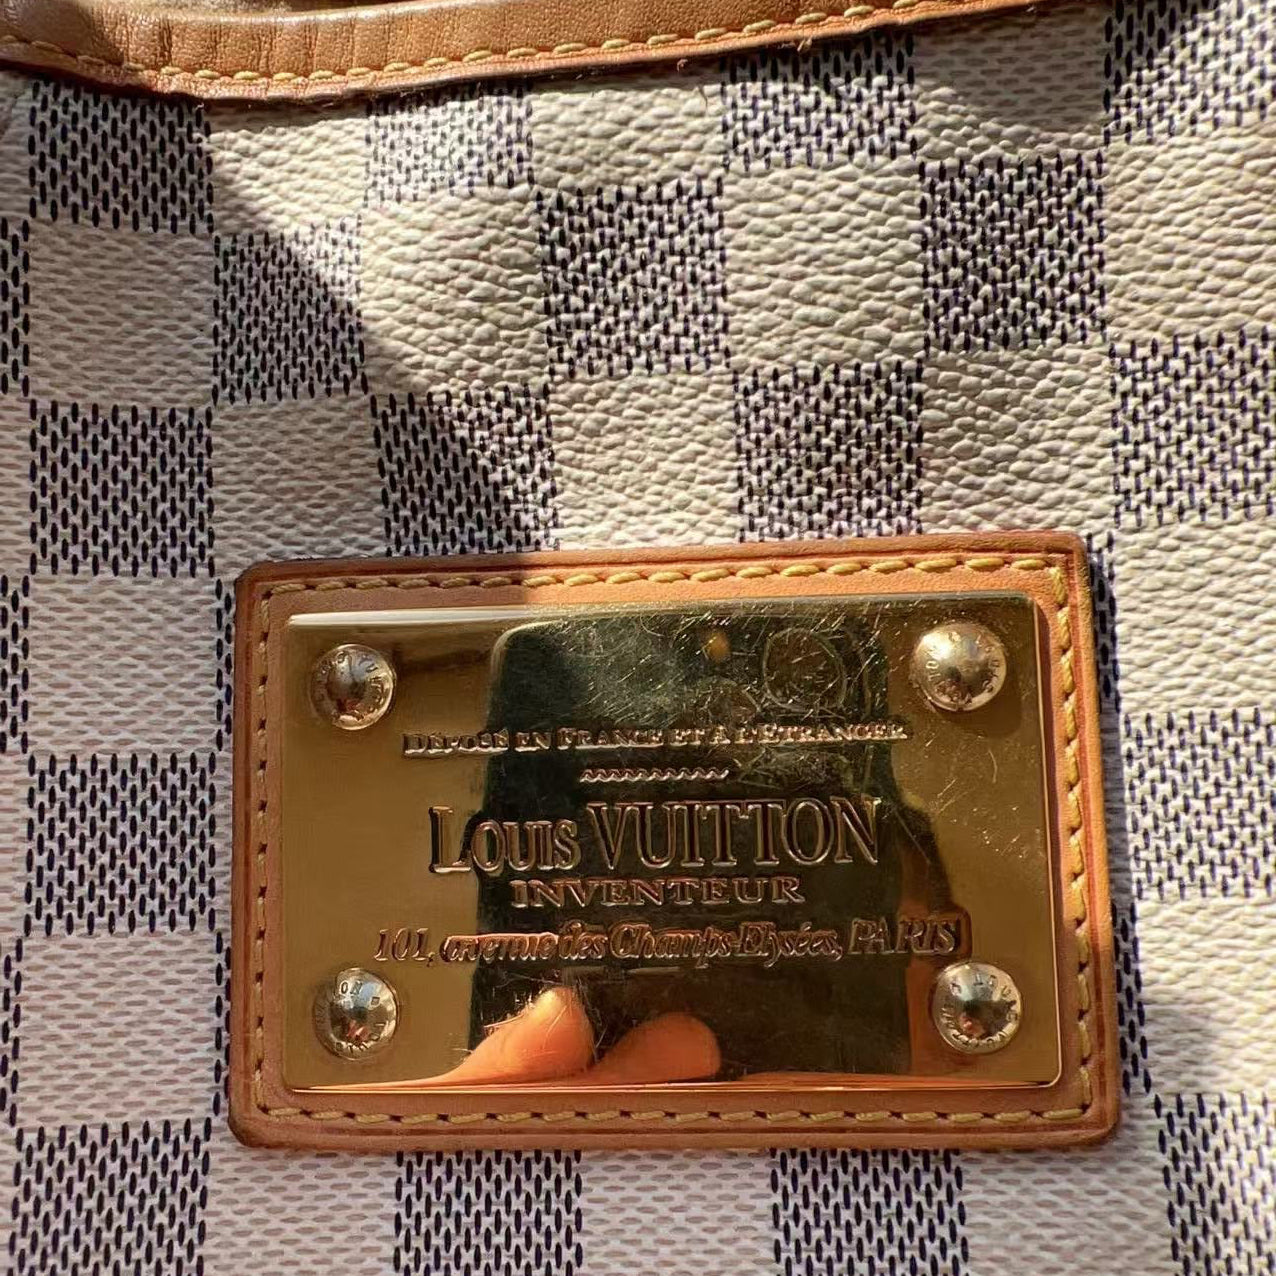 DÉPOSÉ EN FRANCE ET A L'ÉTRANGER
LOUIS VUITTON
INVENTEUR
101, avenue des Champs-Elysées, PARIS